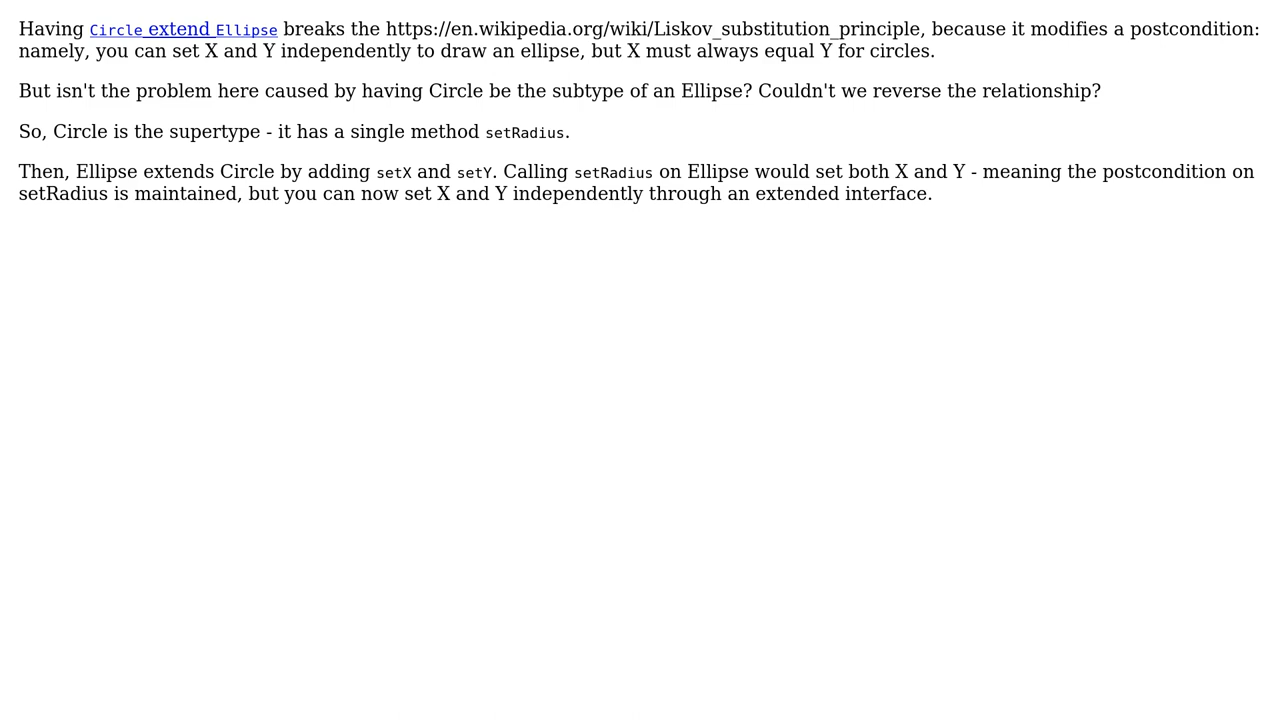 Having Circle extend Ellipse breaks the https://en.wikipedia.org/wiki/Liskov_substitution_principle, because it modifies a postcondition:
namely, you can set X and Y independently to draw an ellipse, but X must always equal Y for circles.
But isn't the problem here caused by having Circle be the subtype of an Ellipse? Couldn't we reverse the relationship?
So, Circle is the supertype - it has a single method setRadius.
Then, Ellipse extends Circle by adding setX and setY. Calling setRadius on Ellipse would set both X and Y - meaning the postcondition on
setRadius is maintained, but you can now set X and Y independently through an extended interface.